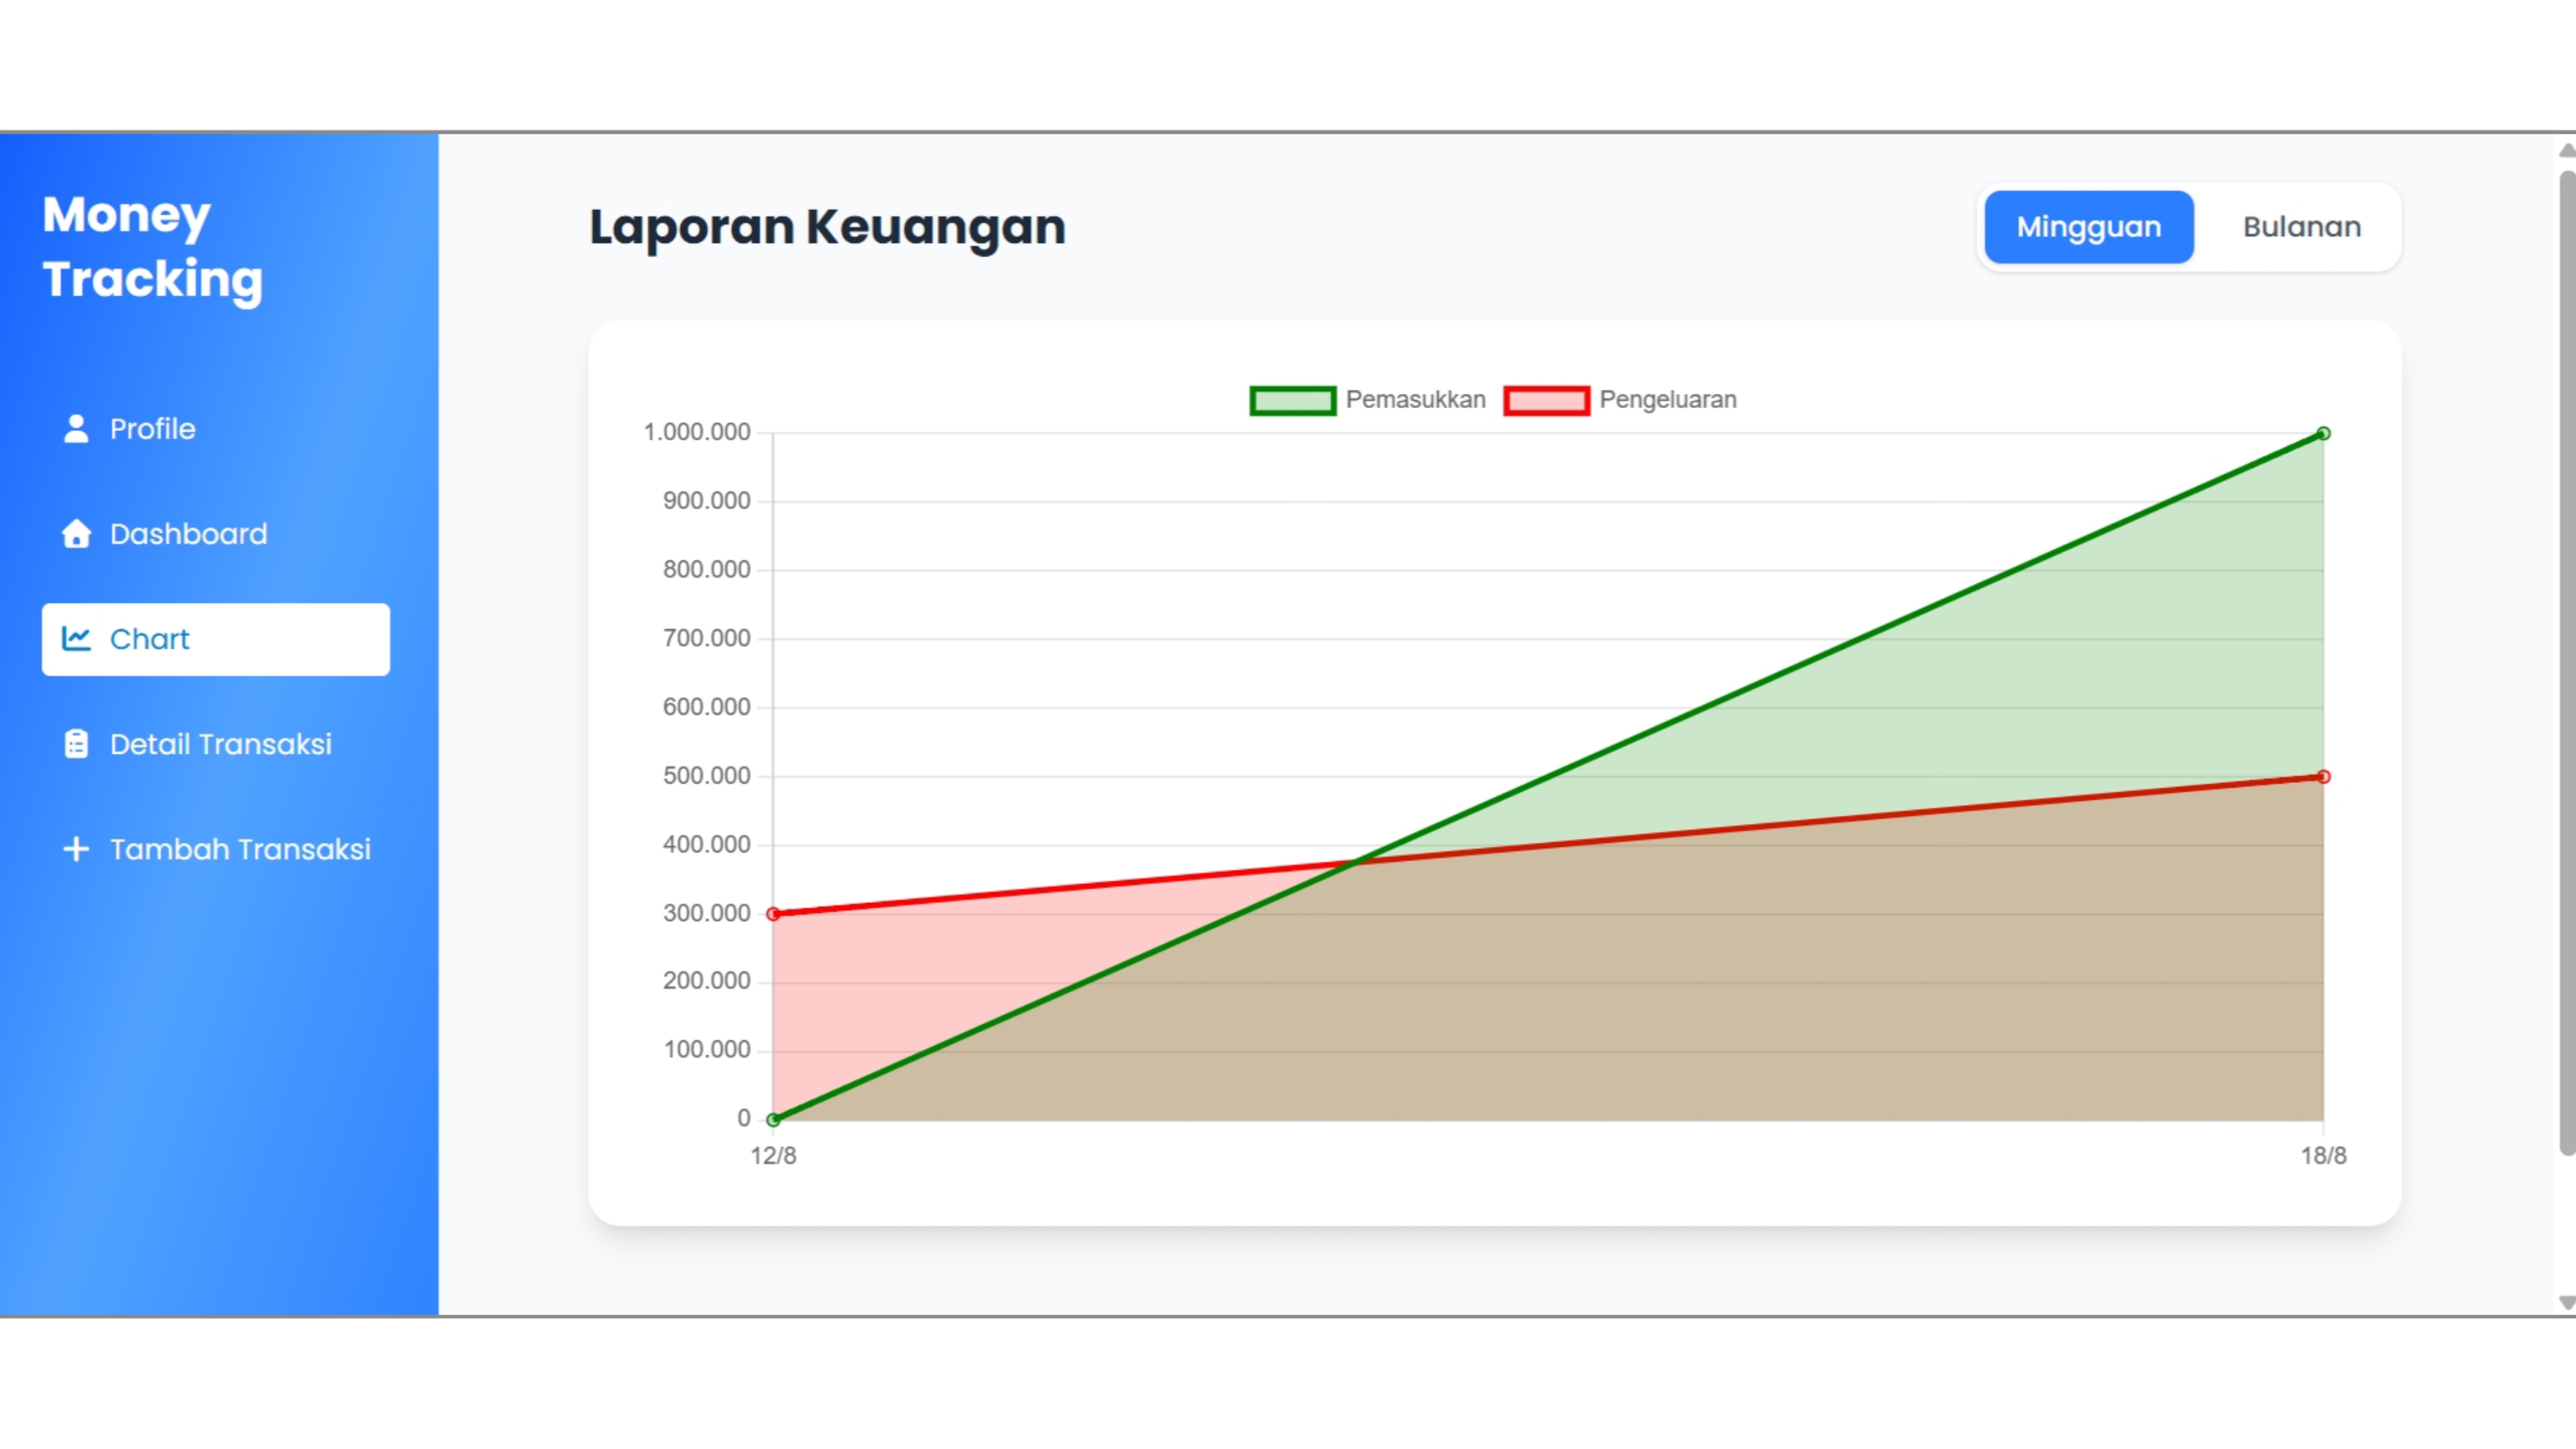 Money
Tracking
Profile
Dashboard
Chart
Detail Transaksi
Tambah Transaksi
Laporan Keuangan
Mingguan Bulanan
Pemasukkan Pengeluaran
1.000.000
900.000
800.000
700.000
600.000
500.000
400.000
300.000
200.000
100.000
0
12/8 18/8